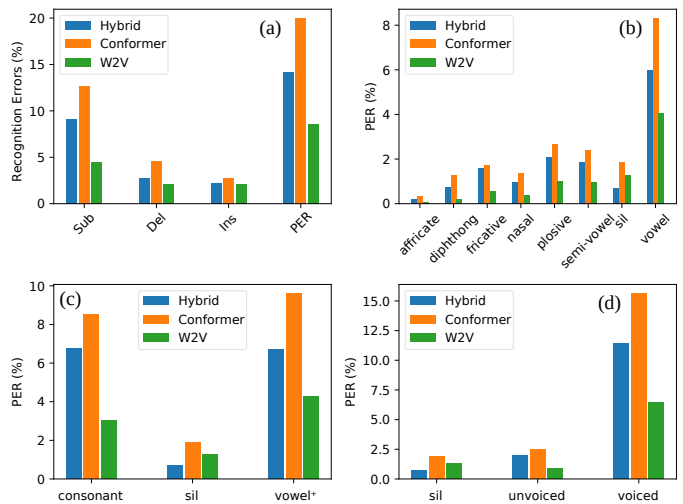 (a)
Hybrid
Conformer
W2V
Recognition Errors (%)
20
15
10
5
0
Sub Del Ins PER
(b)
Hybrid
Conformer
W2V
PER (%)
8
6
4
2
0
affricate diphthong fricative nasal plosive semi-vowel sil vowel
(c)
Hybrid
Conformer
W2V
PER (%)
10
8
6
4
2
0
consonant sil vowel⁺
(d)
Hybrid
Conformer
W2V
PER (%)
15.0
12.5
10.0
7.5
5.0
2.5
0.0
sil unvoiced voiced